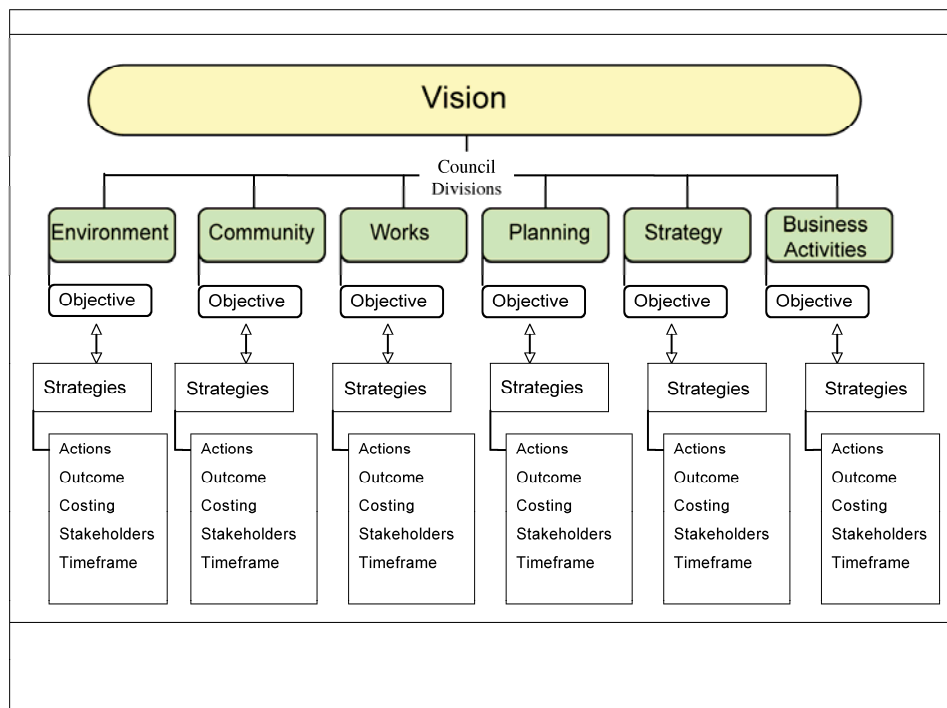 Vision
Council
Divisions
Environment
Community
Works
Planning
Strategy
Business
Activities
Objective
Objective
Objective
Objective
Objective
Objective
Strategies
Strategies
Strategies
Strategies
Strategies
Strategies
Actions
Outcome
Costing
Stakeholders
Timeframe
Actions
Outcome
Costing
Stakeholders
Timeframe
Actions
Outcome
Costing
Stakeholders
Timeframe
Actions
Outcome
Costing
Stakeholders
Timeframe
Actions
Outcome
Costing
Stakeholders
Timeframe
Actions
Outcome
Costing
Stakeholders
Timeframe